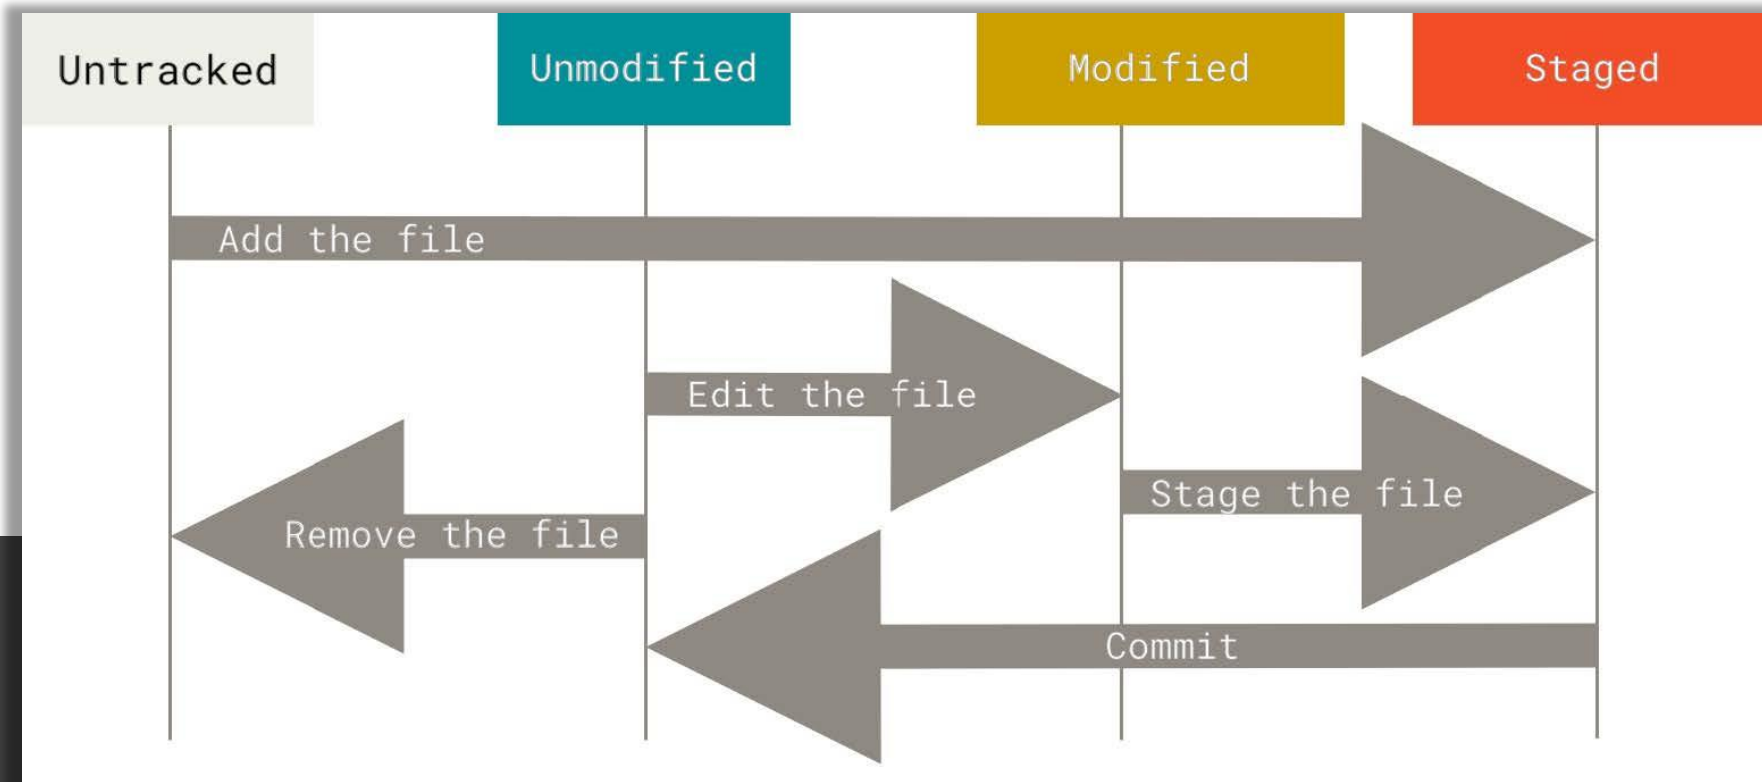 Untracked
Unmodified
Modified
Staged
Add the file
Edit the file
Stage the file
Remove the file
Commit